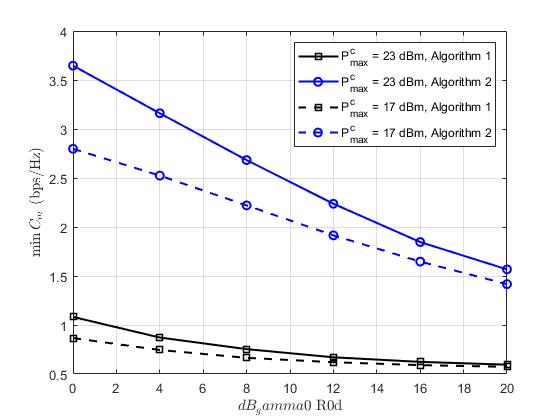 4
3.5
3
2.5
2
1.5
1
0.5
min C_m (bps/Hz)
P^c_max = 23 dBm, Algorithm 1
P^c_max = 23 dBm, Algorithm 2
P^c_max = 17 dBm, Algorithm 1
P^c_max = 17 dBm, Algorithm 2
0 2 4 6 8 10 12 14 16 18 20
dB_gamma0 R0d